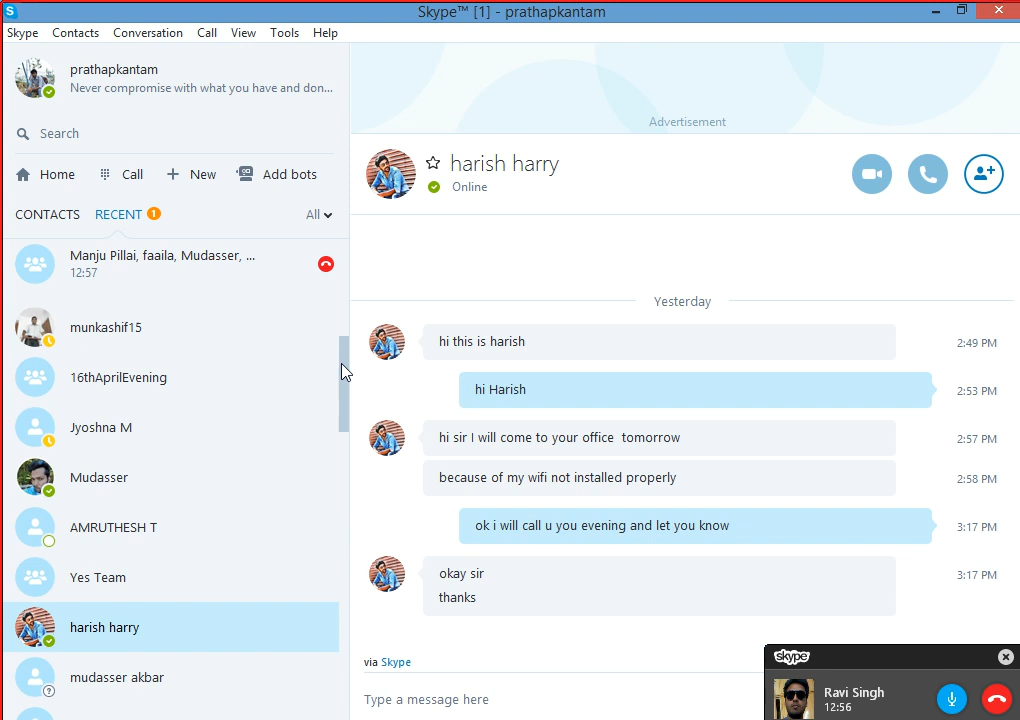 Skype™ [1] - prathapkantam
Skype Contacts Conversation Call View Tools Help
prathapkantam
Never compromise with what you have and don...
Search
Home Call New Add bots
CONTACTS RECENT 1 All
Manju Pillai, faaila, Mudasser, ...
12:57
munkashif15
16thAprilEvening
Jyoshna M
Mudasser
AMRUTHESH T
Yes Team
harish harry
mudasser akbar
Advertisement
harish harry
Online
Yesterday
hi this is harish 2:49 PM
hi Harish 2:53 PM
hi sir I will come to your office tomorrow 2:57 PM
because of my wifi not installed properly 2:58 PM
ok i will call u you evening and let you know 3:17 PM
okay sir 3:17 PM
thanks
via Skype
Type a message here
skype
Ravi Singh
12:56